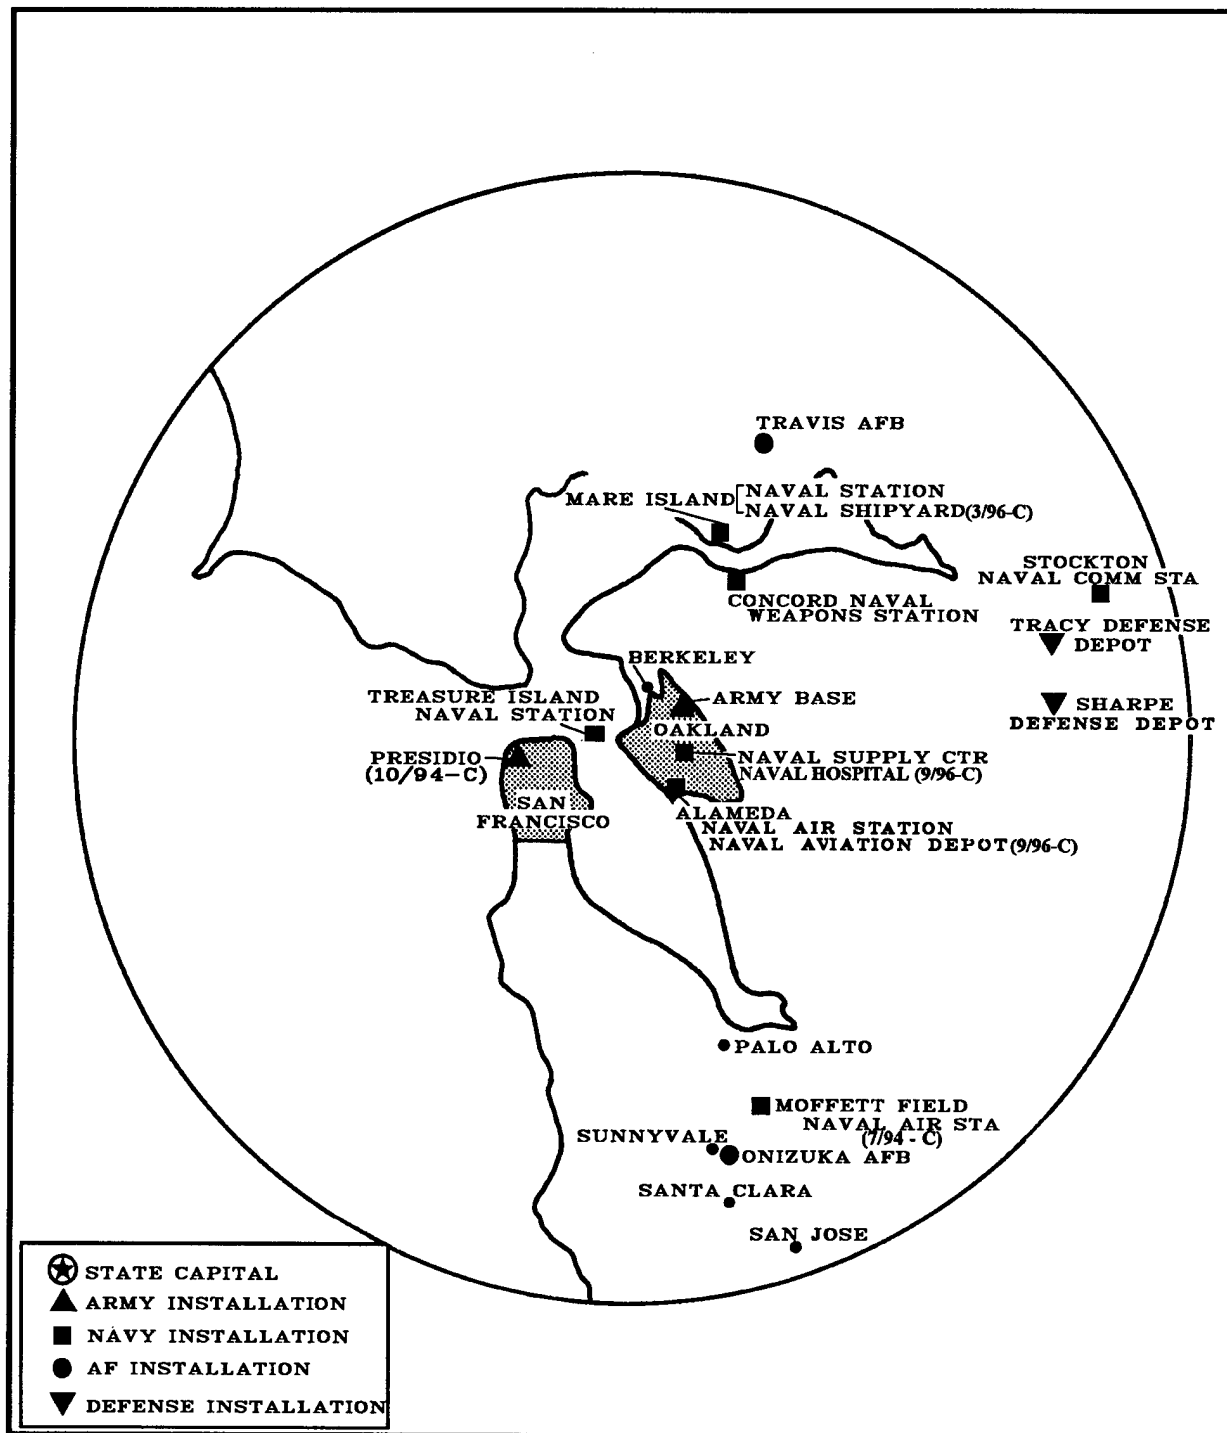 TRAVIS AFB
MARE ISLAND
NAVAL STATION
NAVAL SHIPYARD(3/96-C)
STOCKTON
NAVAL COMM STA
CONCORD NAVAL
WEAPONS STATION
TRACY DEFENSE
DEPOT
BERKELEY
TREASURE ISLAND
NAVAL STATION
ARMY BASE
SHARPE
DEFENSE DEPOT
OAKLAND
PRESIDIO
(10/94-C)
NAVAL SUPPLY CTR
NAVAL HOSPITAL (9/96-C)
SAN
FRANCISCO
ALAMEDA
NAVAL AIR STATION
NAVAL AVIATION DEPOT(9/96-C)
PALO ALTO
MOFFETT FIELD
NAVAL AIR STA
(7/94 - C)
SUNNYVALE
ONIZUKA AFB
SANTA CLARA
SAN JOSE
STATE CAPITAL
ARMY INSTALLATION
NAVY INSTALLATION
AF INSTALLATION
DEFENSE INSTALLATION